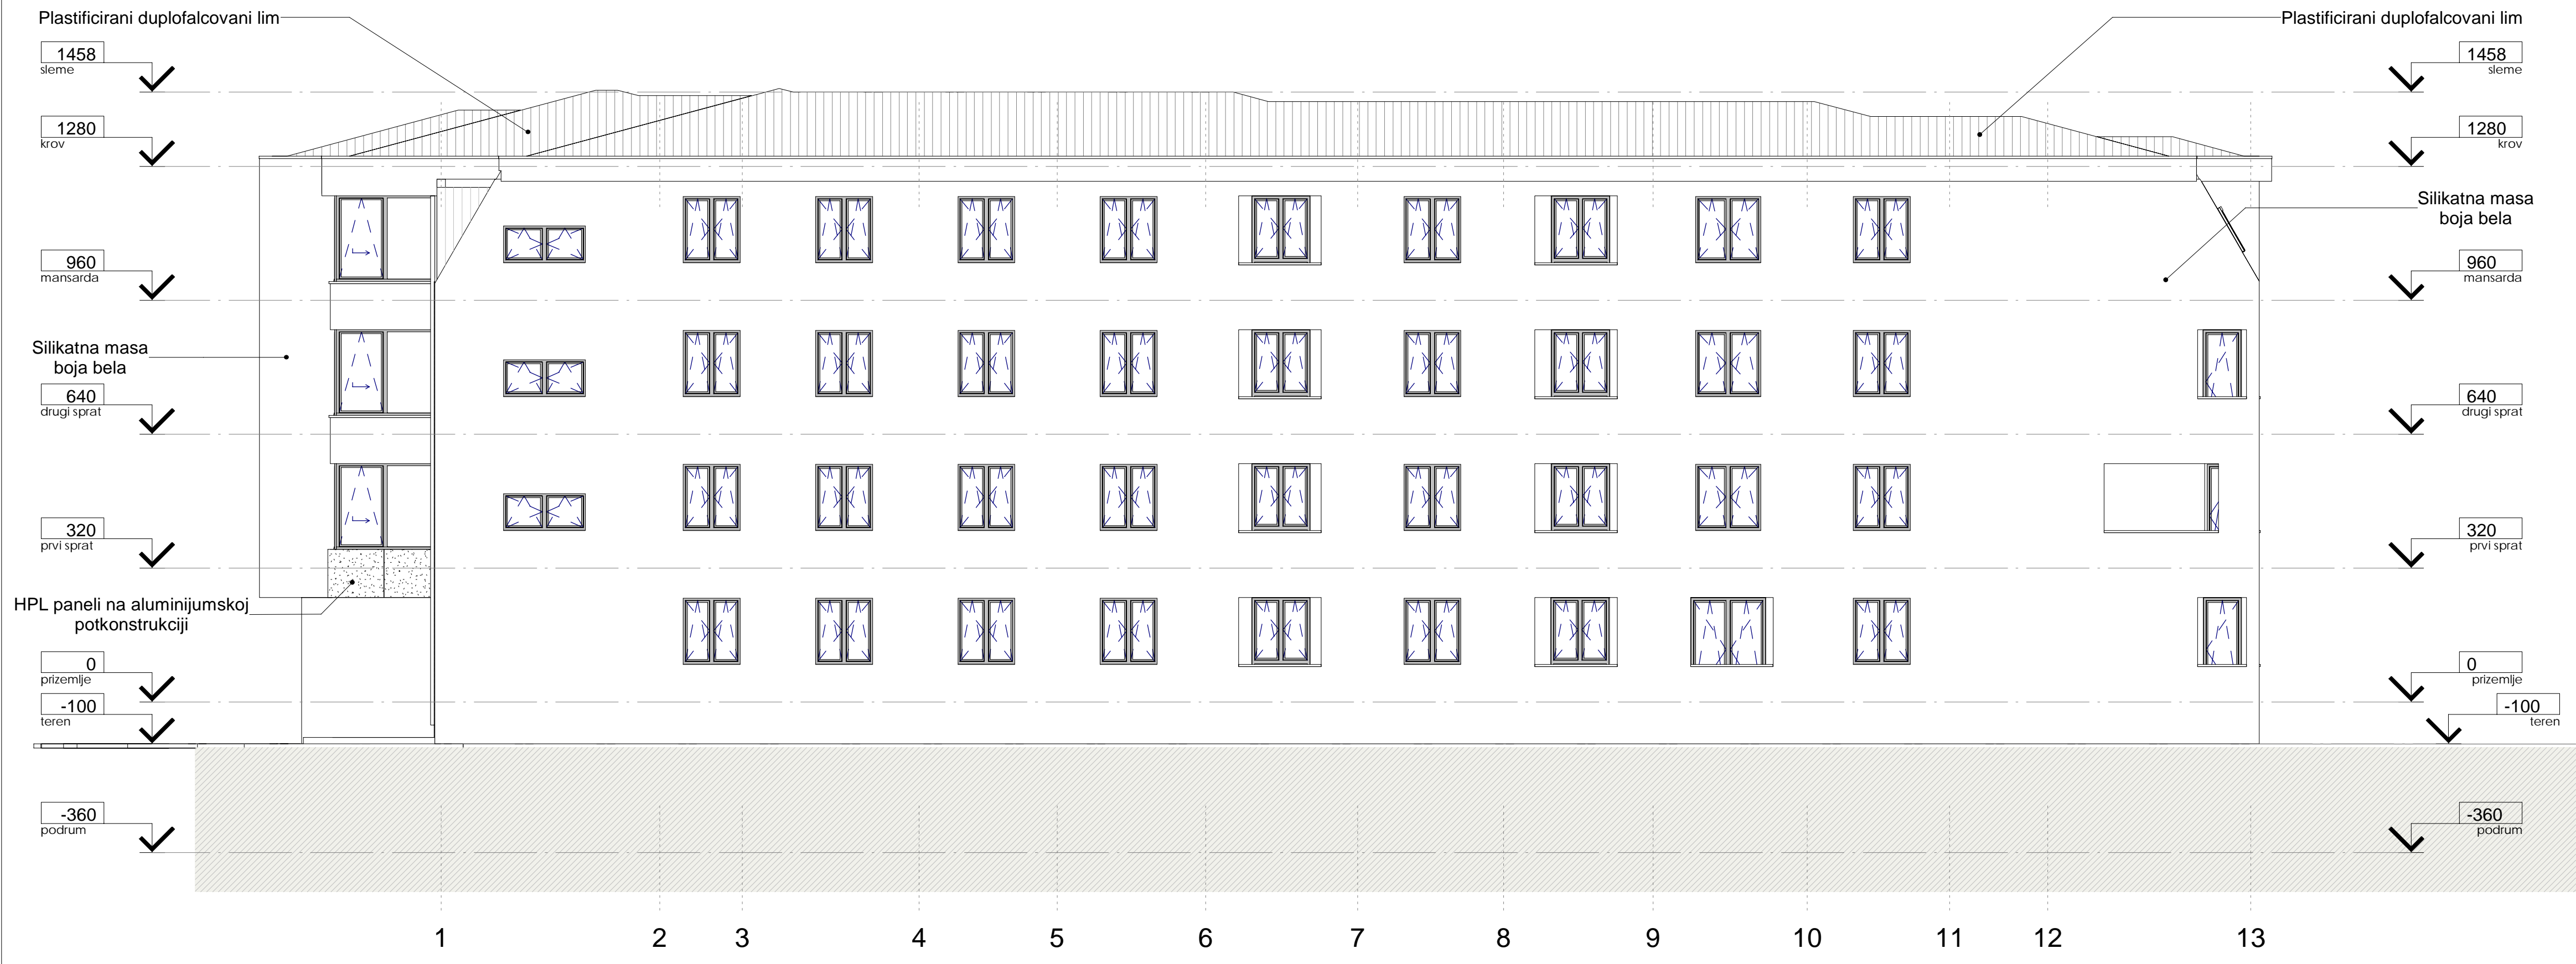 Plastificirani duplofalcovani lim
Plastificirani duplofalcovani lim
1458
sleme
1458
sleme
1280
krov
1280
krov
Silikatna masa
boja bela
960
mansarda
960
mansarda
Silikatna masa
boja bela
640
drugi sprat
640
drugi sprat
320
prvi sprat
320
prvi sprat
HPL paneli na aluminijumskoj
potkonstrukciji
0
prizemlje
0
prizemlje
-100
teren
-100
teren
-360
podrum
-360
podrum
1 2 3 4 5 6 7 8 9 10 11 12 13